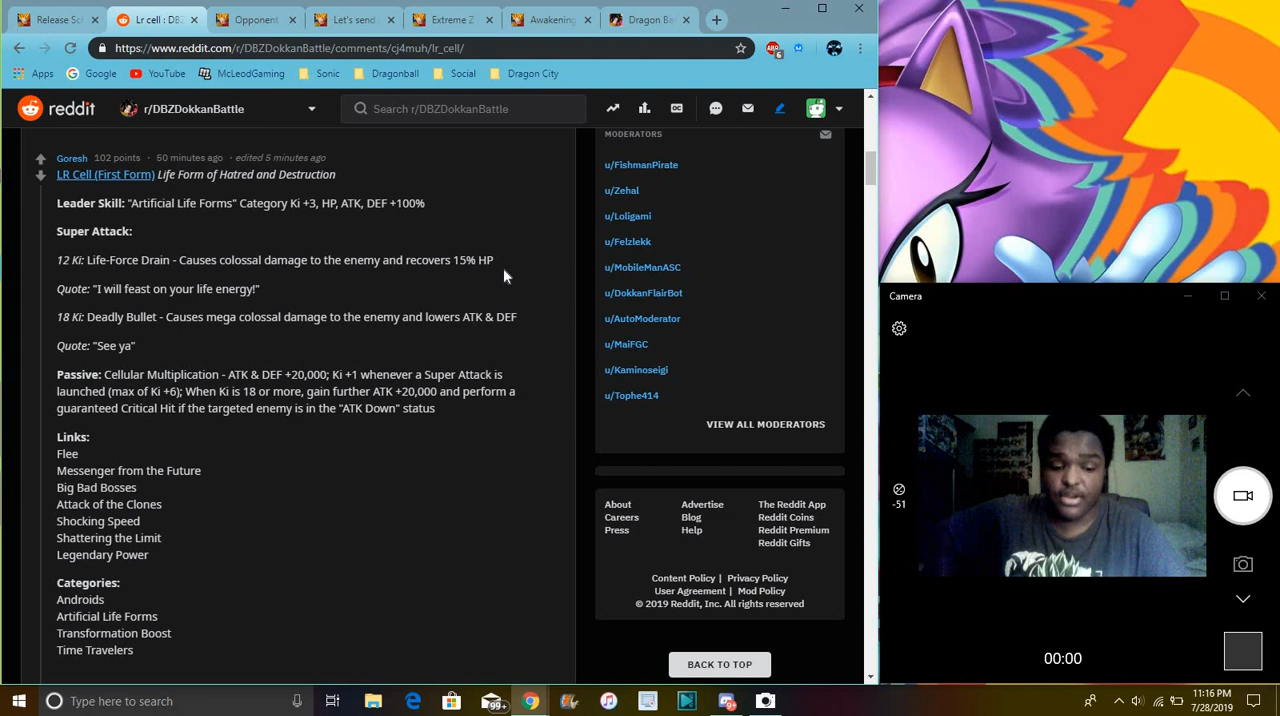 Release Sc
Lr cell : DBZ
Opponent
Let's send
Extreme Z
Awakening
Dragon Ba
https://www.reddit.com/r/DBZDokkanBattle/comments/cj4muh/lr_cell/
6
Apps
Google
YouTube
McLeodGaming
Sonic
Dragonball
Social
Dragon City
reddit
r/DBZDokkanBattle
Search r/DBZDokkanBattle
Goresh 102 points · 50 minutes ago · edited 5 minutes ago
LR Cell (First Form) Life Form of Hatred and Destruction
Leader Skill: "Artificial Life Forms" Category Ki +3, HP, ATK, DEF +100%
Super Attack:
12 Ki: Life-Force Drain - Causes colossal damage to the enemy and recovers 15% HP
Quote: "I will feast on your life energy!"
18 Ki: Deadly Bullet - Causes mega colossal damage to the enemy and lowers ATK & DEF
Quote: "See ya"
Passive: Cellular Multiplication - ATK & DEF +20,000; Ki +1 whenever a Super Attack is
launched (max of Ki +6); When Ki is 18 or more, gain further ATK +20,000 and perform a
guaranteed Critical Hit if the targeted enemy is in the "ATK Down" status
Links:
Flee
Messenger from the Future
Big Bad Bosses
Attack of the Clones
Shocking Speed
Shattering the Limit
Legendary Power
Categories:
Androids
Artificial Life Forms
Transformation Boost
Time Travelers
MODERATORS
u/FishmanPirate
u/Zehal
u/Loligami
u/Felzlekk
u/MobileManASC
u/DokkanFlairBot
u/AutoModerator
u/MaiFGC
u/Kaminoseigi
u/Tophe414
VIEW ALL MODERATORS
About Advertise The Reddit App
Careers Blog Reddit Coins
Press Help Reddit Premium
Reddit Gifts
Content Policy | Privacy Policy
User Agreement | Mod Policy
© 2019 Reddit, Inc. All rights reserved
BACK TO TOP
Camera
-51
00:00
Type here to search
99+
9+
11:16 PM
7/28/2019